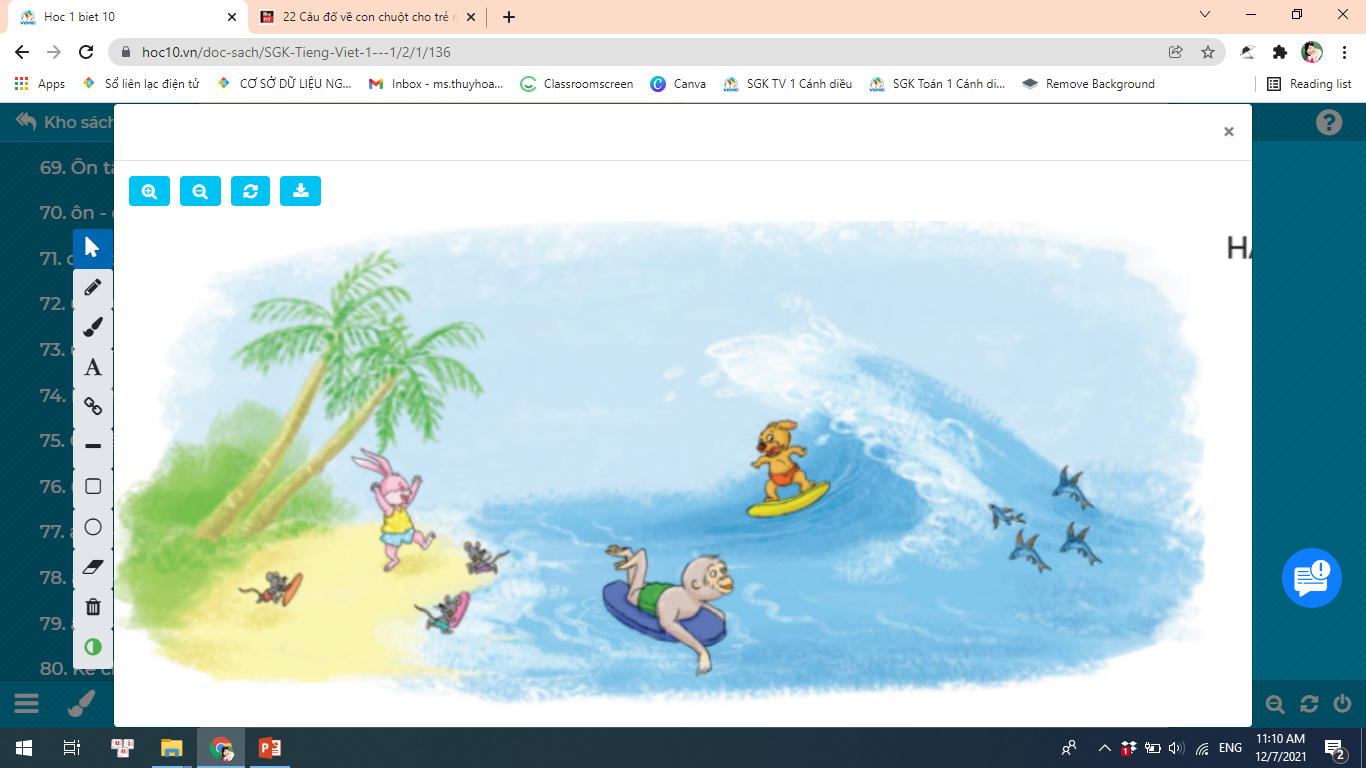 Hoc 1 biet 10
22 Câu đố về con chuột cho trẻ
hoc10.vn/doc-sach/SGK-Tieng-Viet-1---1/2/1/136
Apps
Sổ liên lạc điện tử
CƠ SỞ DỮ LIỆU NG...
Inbox - ms.thuyhoa...
Classroomscreen
Canva
SGK TV 1 Cánh diều
SGK Toán 1 Cánh di...
Remove Background
Reading list
Kho sách
69. Ôn
70. ôn -
71.
72.
73.
74.
75.
76.
77.
78.
79.
80. Kể
A
HA
ENG
11:10 AM
12/7/2021
1
2